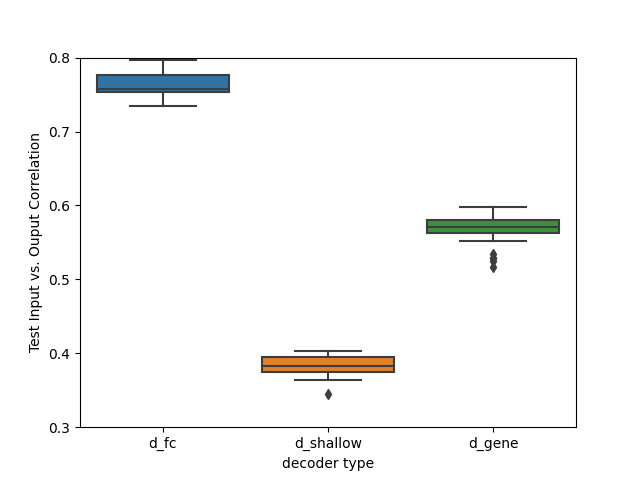 0.8
0.7
0.6
0.5
0.4
0.3
Test Input vs. Ouput Correlation
d_fc
d_shallow
d_gene
decoder type